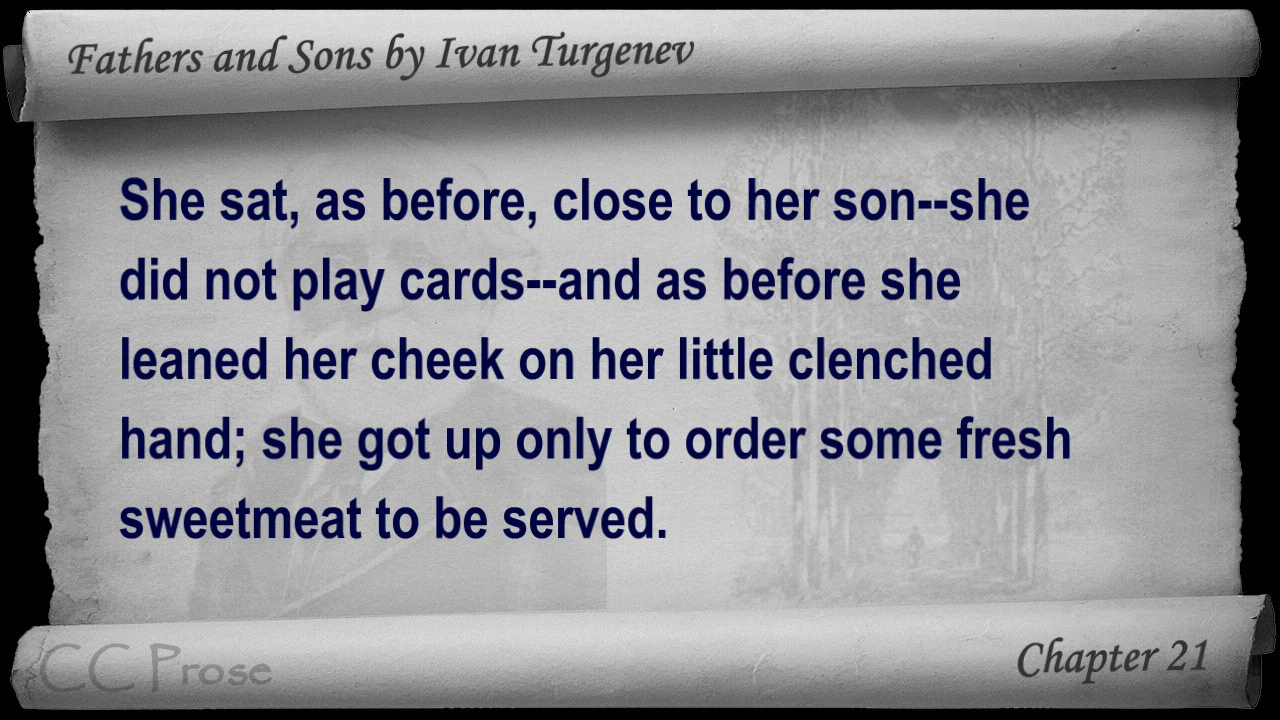 Fathers and Sons by Ivan Turgenev
She sat, as before, close to her son--she
did not play cards--and as before she
leaned her cheek on her little clenched
hand; she got up only to order some fresh
sweetmeat to be served.
CC Prose
Chapter 21